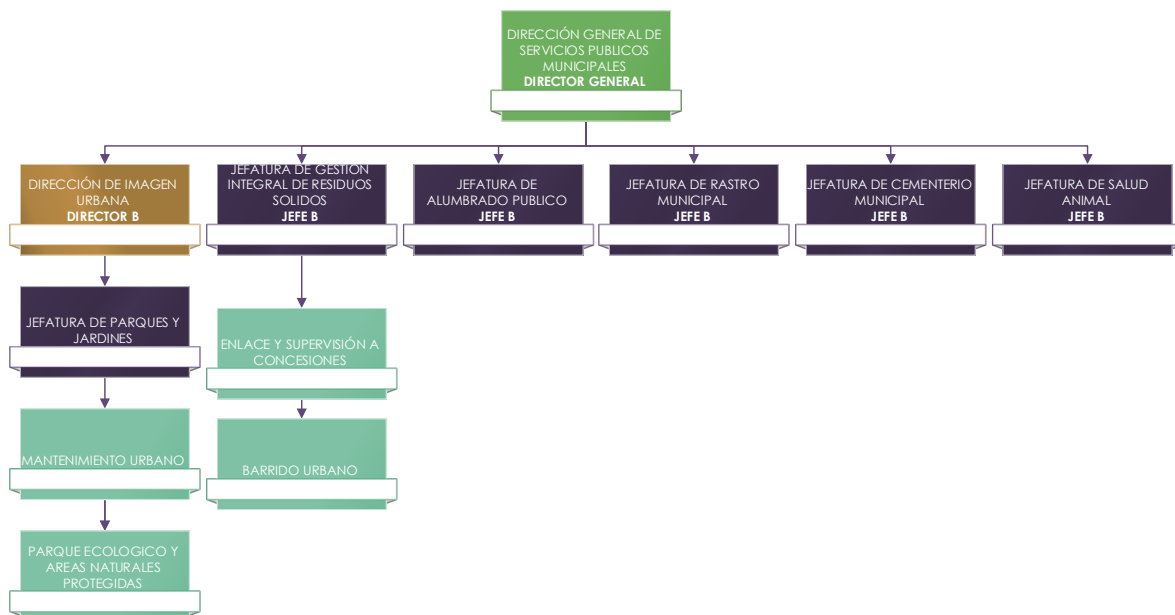 DIRECCIÓN GENERAL DE
SERVICIOS PUBLICOS
MUNICIPALES
DIRECTOR GENERAL
DIRECCIÓN DE IMAGEN
URBANA
DIRECTOR B
JEFATURA DE GESTION
INTEGRAL DE RESIDUOS
SOLIDOS
JEFE B
JEFATURA DE
ALUMBRADO PUBLICO
JEFE B
JEFATURA DE RASTRO
MUNICIPAL
JEFE B
JEFATURA DE CEMENTERIO
MUNICIPAL
JEFE B
JEFATURA DE SALUD
ANIMAL
JEFE B
JEFATURA DE PARQUES Y
JARDINES
ENLACE Y SUPERVISIÓN A
CONCESIONES
MANTENIMIENTO URBANO
BARRIDO URBANO
PARQUE ECOLOGICO Y
AREAS NATURALES
PROTEGIDAS